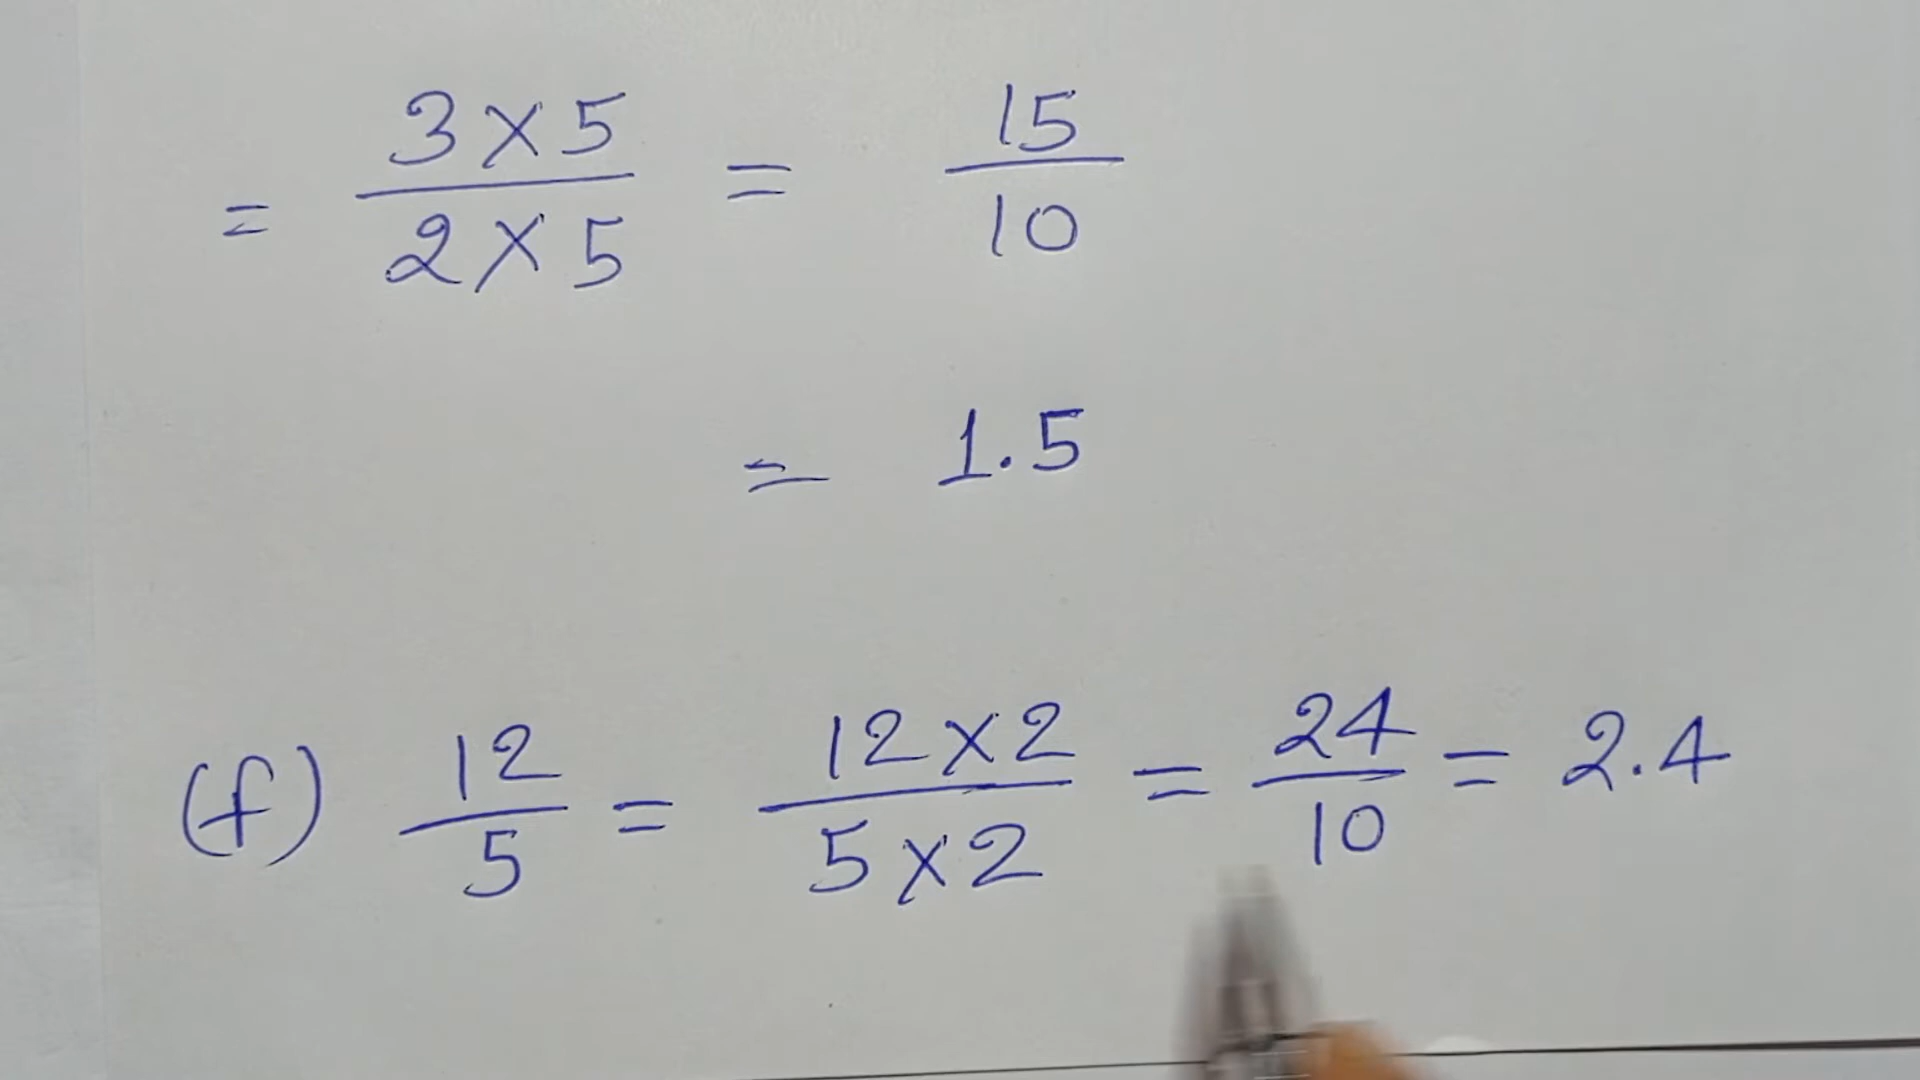 = 3×5/2×5 = 15/10
= 1.5
(f) 12/5 = 12×2/5×2 = 24/10 = 2.4